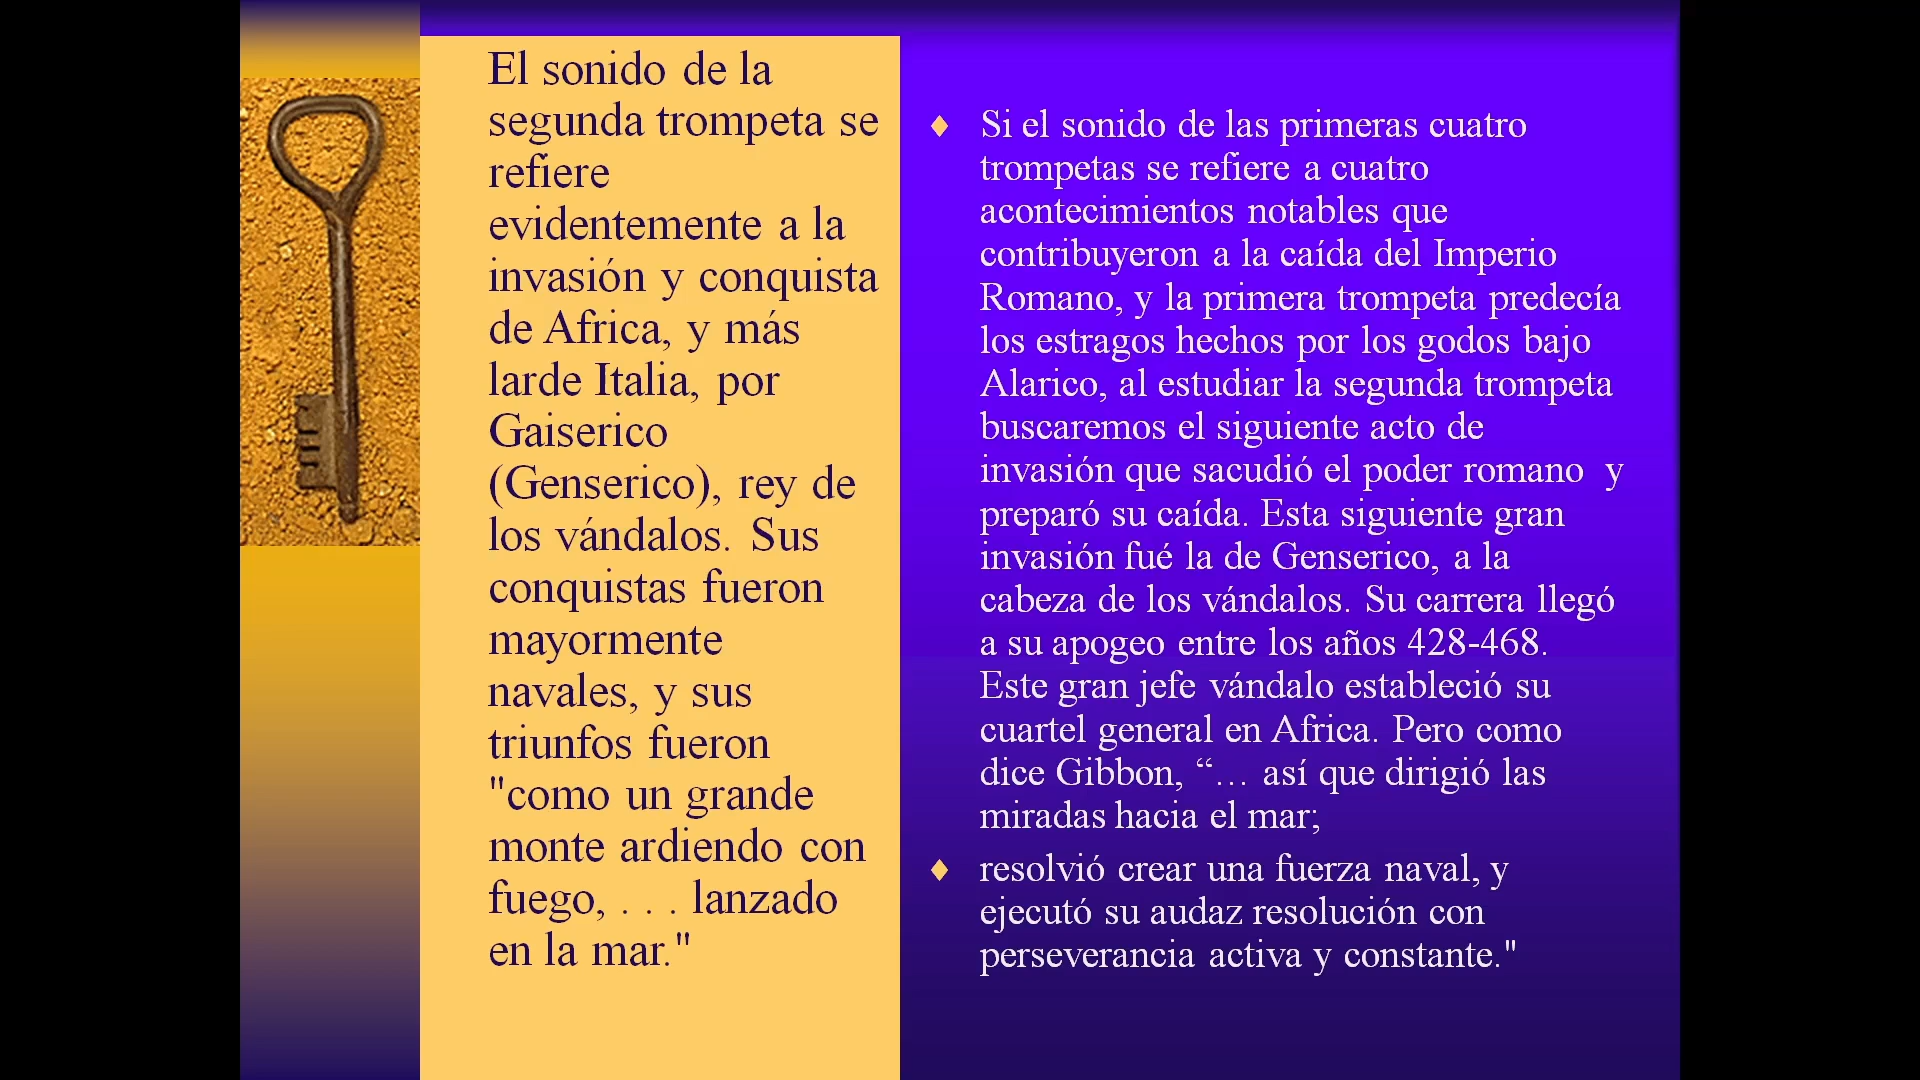 El sonido de la
segunda trompeta se
refiere
evidentemente a la
invasión y conquista
de Africa, y más
larde Italia, por
Gaiserico
(Genserico), rey de
los vándalos. Sus
conquistas fueron
mayormente
navales, y sus
triunfos fueron
"como un grande
monte ardiendo con
fuego, . . . lanzado
en la mar."
♦ Si el sonido de las primeras cuatro
trompetas se refiere a cuatro
acontecimientos notables que
contribuyeron a la caída del Imperio
Romano, y la primera trompeta predecía
los estragos hechos por los godos bajo
Alarico, al estudiar la segunda trompeta
buscaremos el siguiente acto de
invasión que sacudió el poder romano y
preparó su caída. Esta siguiente gran
invasión fué la de Genserico, a la
cabeza de los vándalos. Su carrera llegó
a su apogeo entre los años 428-468.
Este gran jefe vándalo estableció su
cuartel general en Africa. Pero como
dice Gibbon, “… así que dirigió las
miradas hacia el mar;
♦ resolvió crear una fuerza naval, y
ejecutó su audaz resolución con
perseverancia activa y constante."